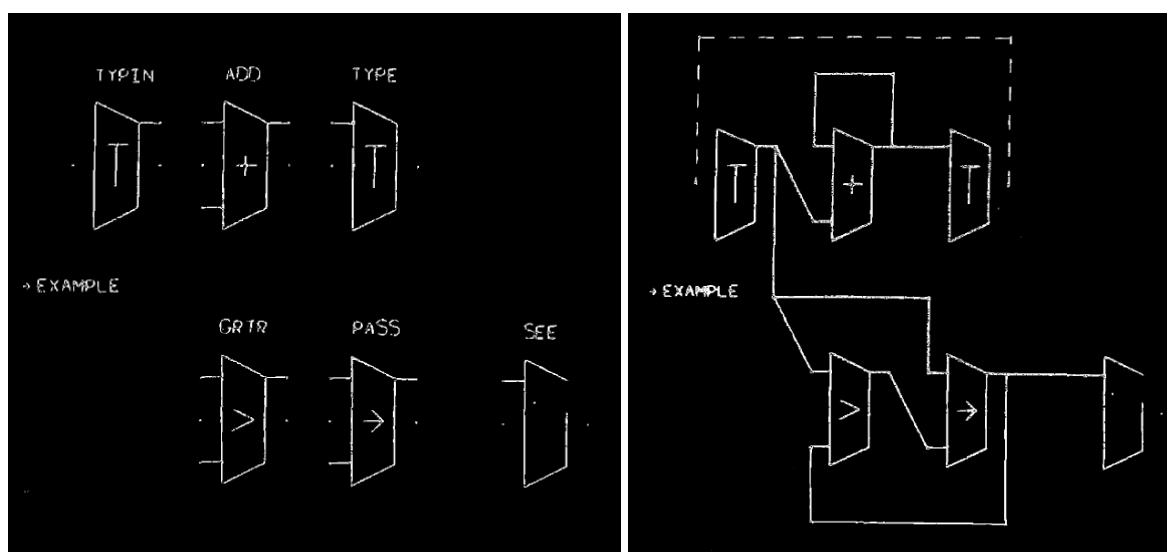 TYPIN ADD TYPE
T + T
→ EXAMPLE
GRTR PASS SEE
> →
T + T
→ EXAMPLE
> →